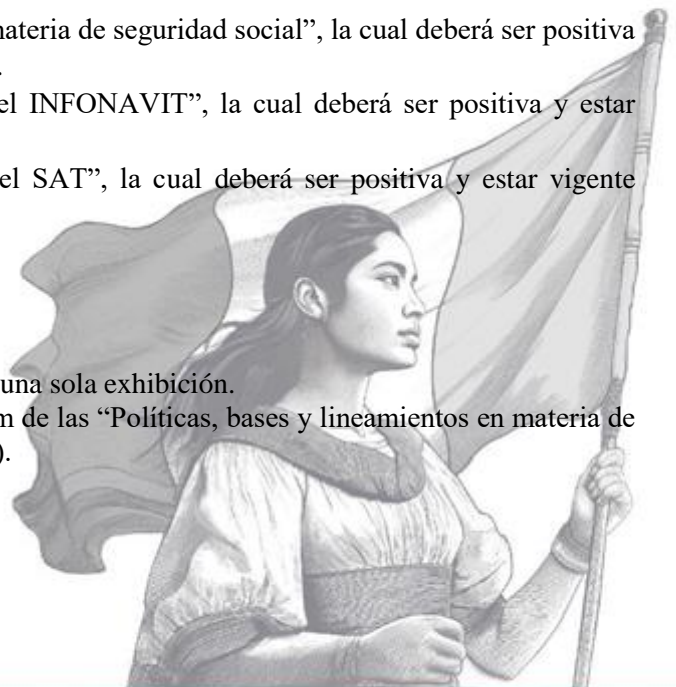 materia de seguridad social”, la cual deberá ser positiva
.
el INFONAVIT”, la cual deberá ser positiva y estar
el SAT”, la cual deberá ser positiva y estar vigente
una sola exhibición.
m de las “Políticas, bases y lineamientos en materia de
).